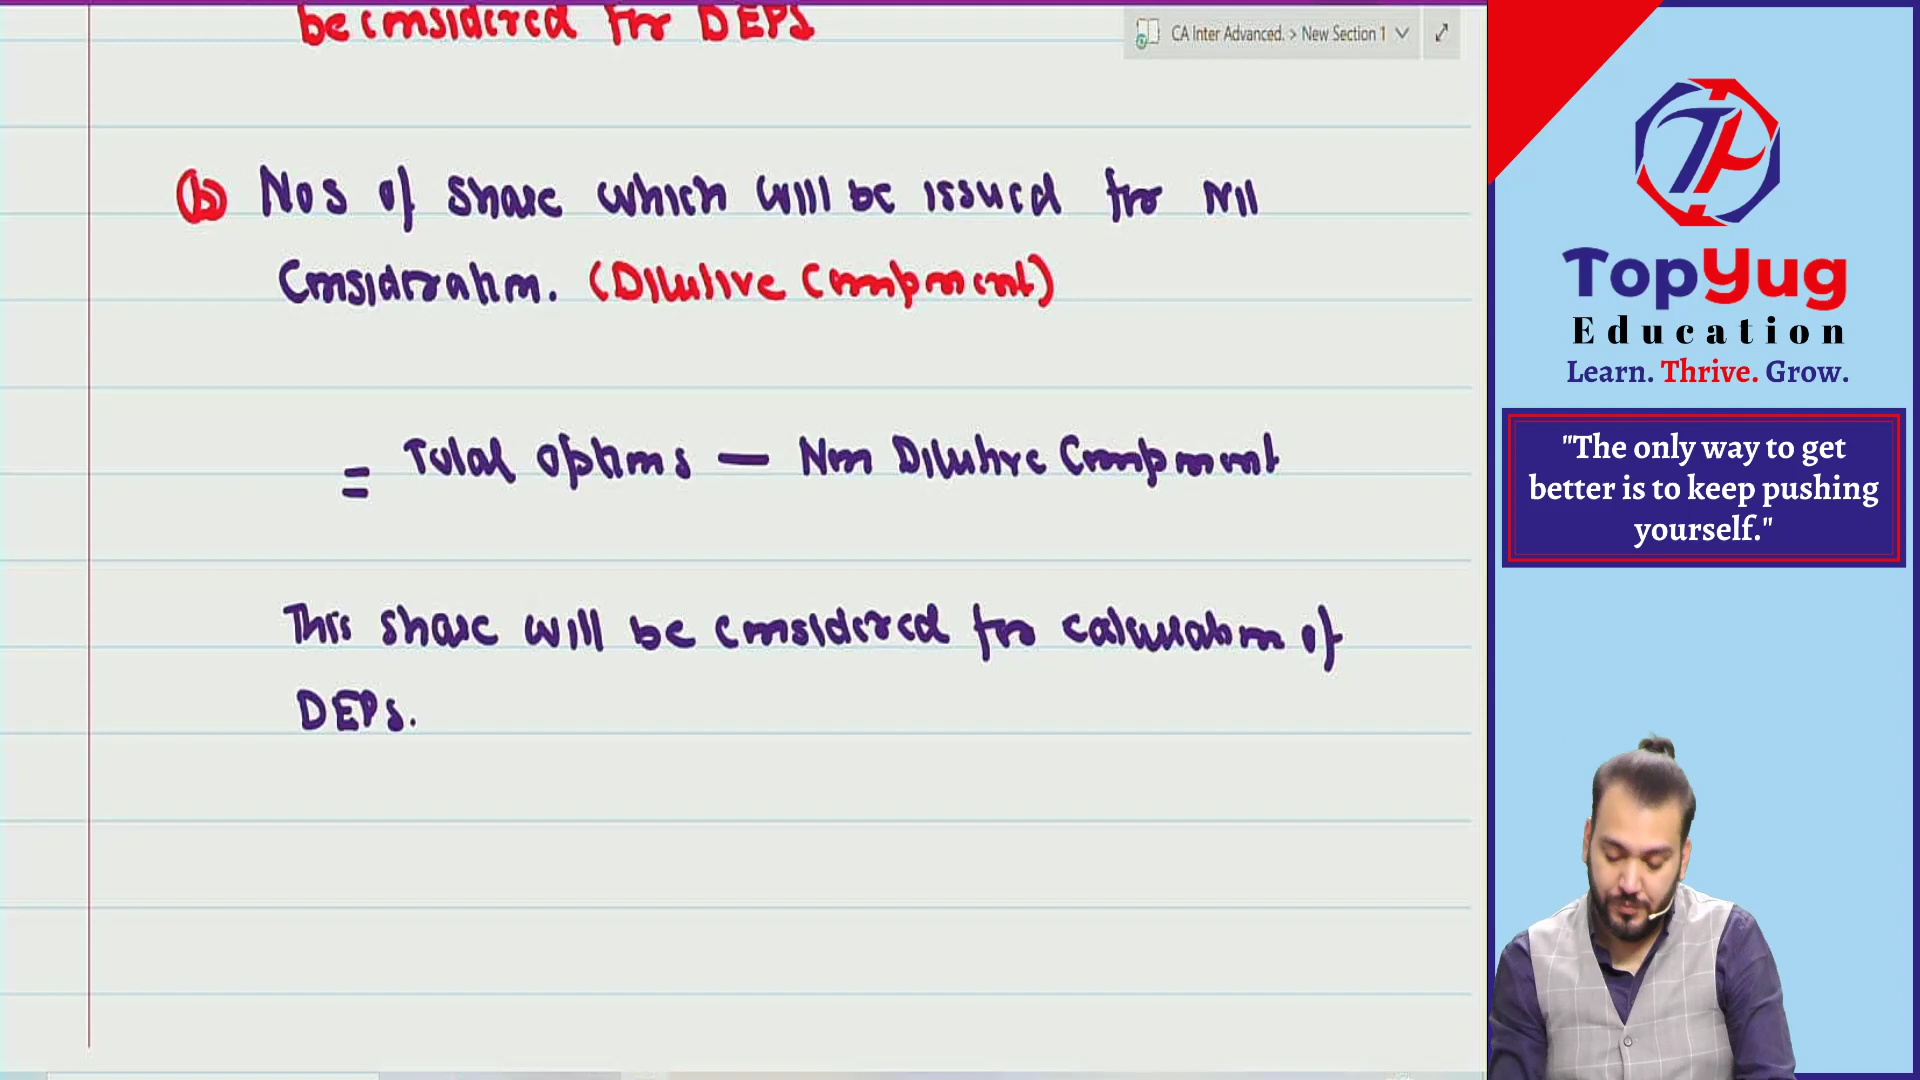 be considered for DEPS
CA Inter Advanced. > New Section 1
(b) Nos of share which will be issued for Nil
Consideration. (Dilutive Component)
= Total Options — Non Dilutive Component
This share will be considered for calculation of
DEPS.
TopYug
Education
Learn. Thrive. Grow.
"The only way to get
better is to keep pushing
yourself."